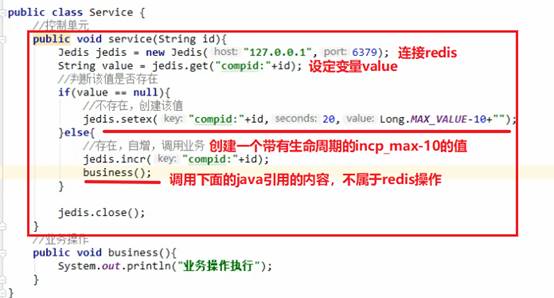 public class Service {
//控制单元
public void service(String id){
Jedis jedis = new Jedis( host: "127.0.0.1", port: 6379); 连接redis
String value = jedis.get("compid:"+id); 设定变量value
//判断该值是否存在
if(value == null){
//不存在，创建该值
jedis.setex( key: "compid:"+id, seconds: 20, value: Long.MAX_VALUE-10+"");
}else{
//存在，自增，调用业务 创建一个带有生命周期的incp_max-10的值
jedis.incr( key: "compid:"+id);
business(); 调用下面的java引用的内容，不属于redis操作
}
jedis.close();
}
//业务操作
public void business(){
System.out.println("业务操作执行");
}
}